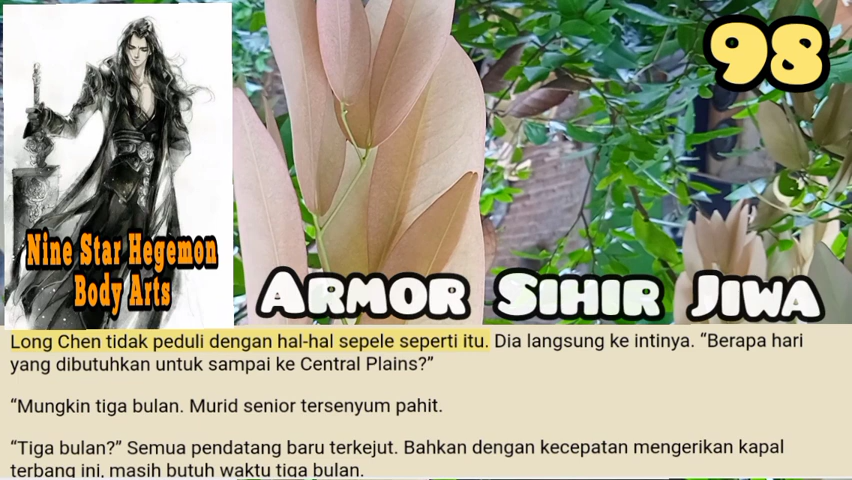 98
Nine Star Hegemon
Body Arts
Armor Sihir Jiwa
Long Chen tidak peduli dengan hal-hal sepele seperti itu. Dia langsung ke intinya. “Berapa hari
yang dibutuhkan untuk sampai ke Central Plains?”
“Mungkin tiga bulan. Murid senior tersenyum pahit.
“Tiga bulan?” Semua pendatang baru terkejut. Bahkan dengan kecepatan mengerikan kapal
terbang ini, masih butuh waktu tiga bulan.